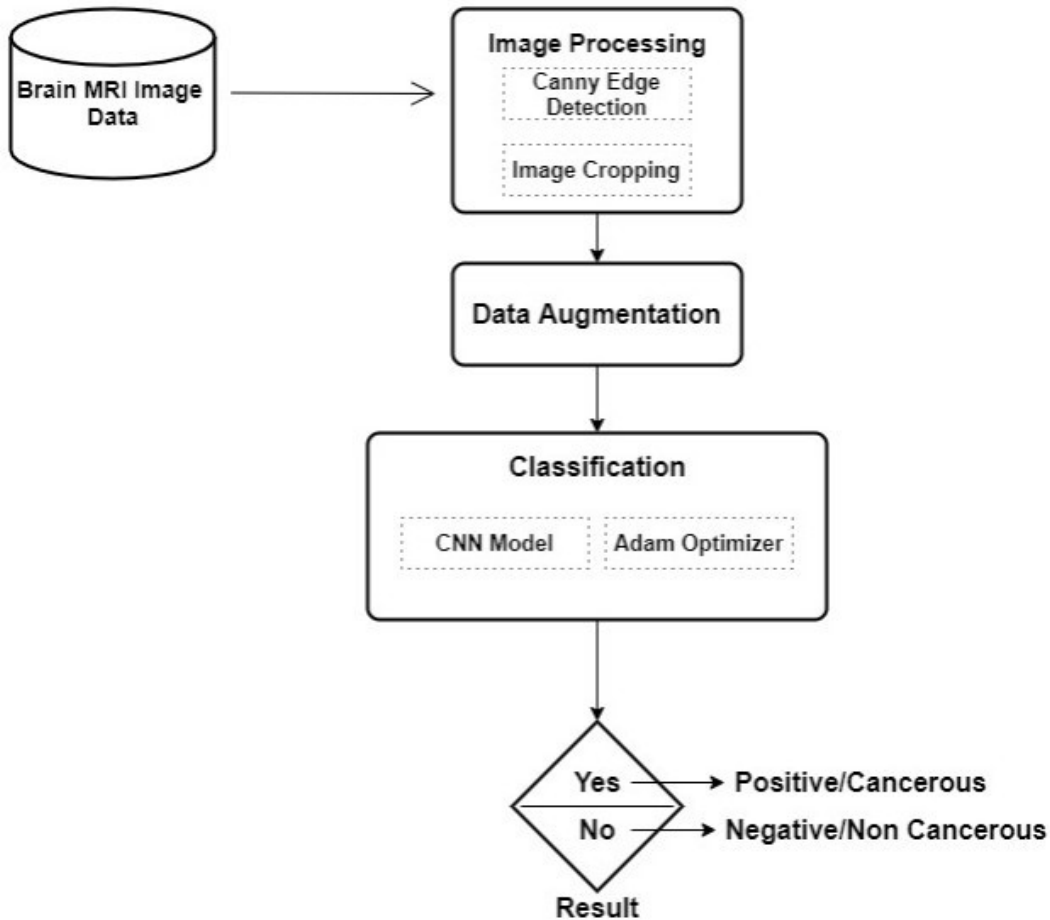 Brain MRI Image
Data
Image Processing
Canny Edge
Detection
Image Cropping
Data Augmentation
Classification
CNN Model
Adam Optimizer
Yes
Positive/Cancerous
No
Negative/Non Cancerous
Result